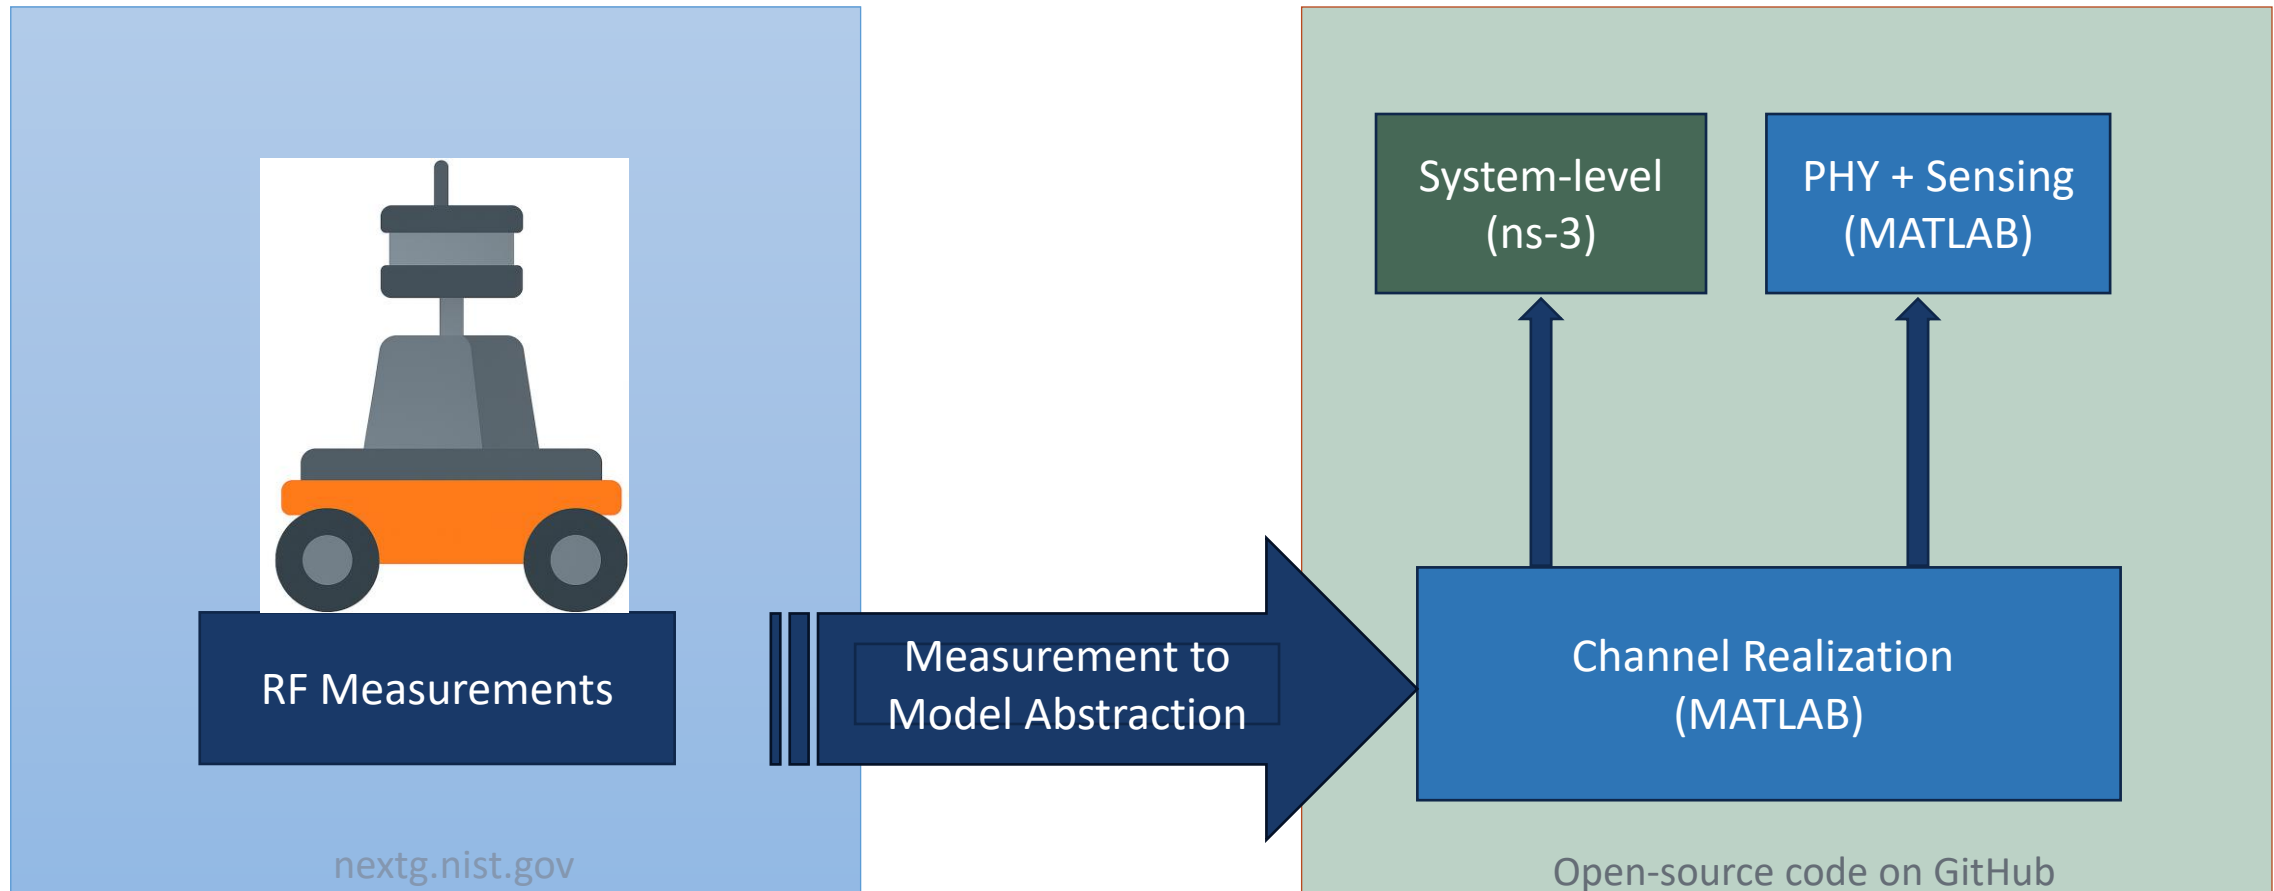 RF Measurements
nextg.nist.gov
Measurement to
Model Abstraction
System-level
(ns-3)
PHY + Sensing
(MATLAB)
Channel Realization
(MATLAB)
Open-source code on GitHub